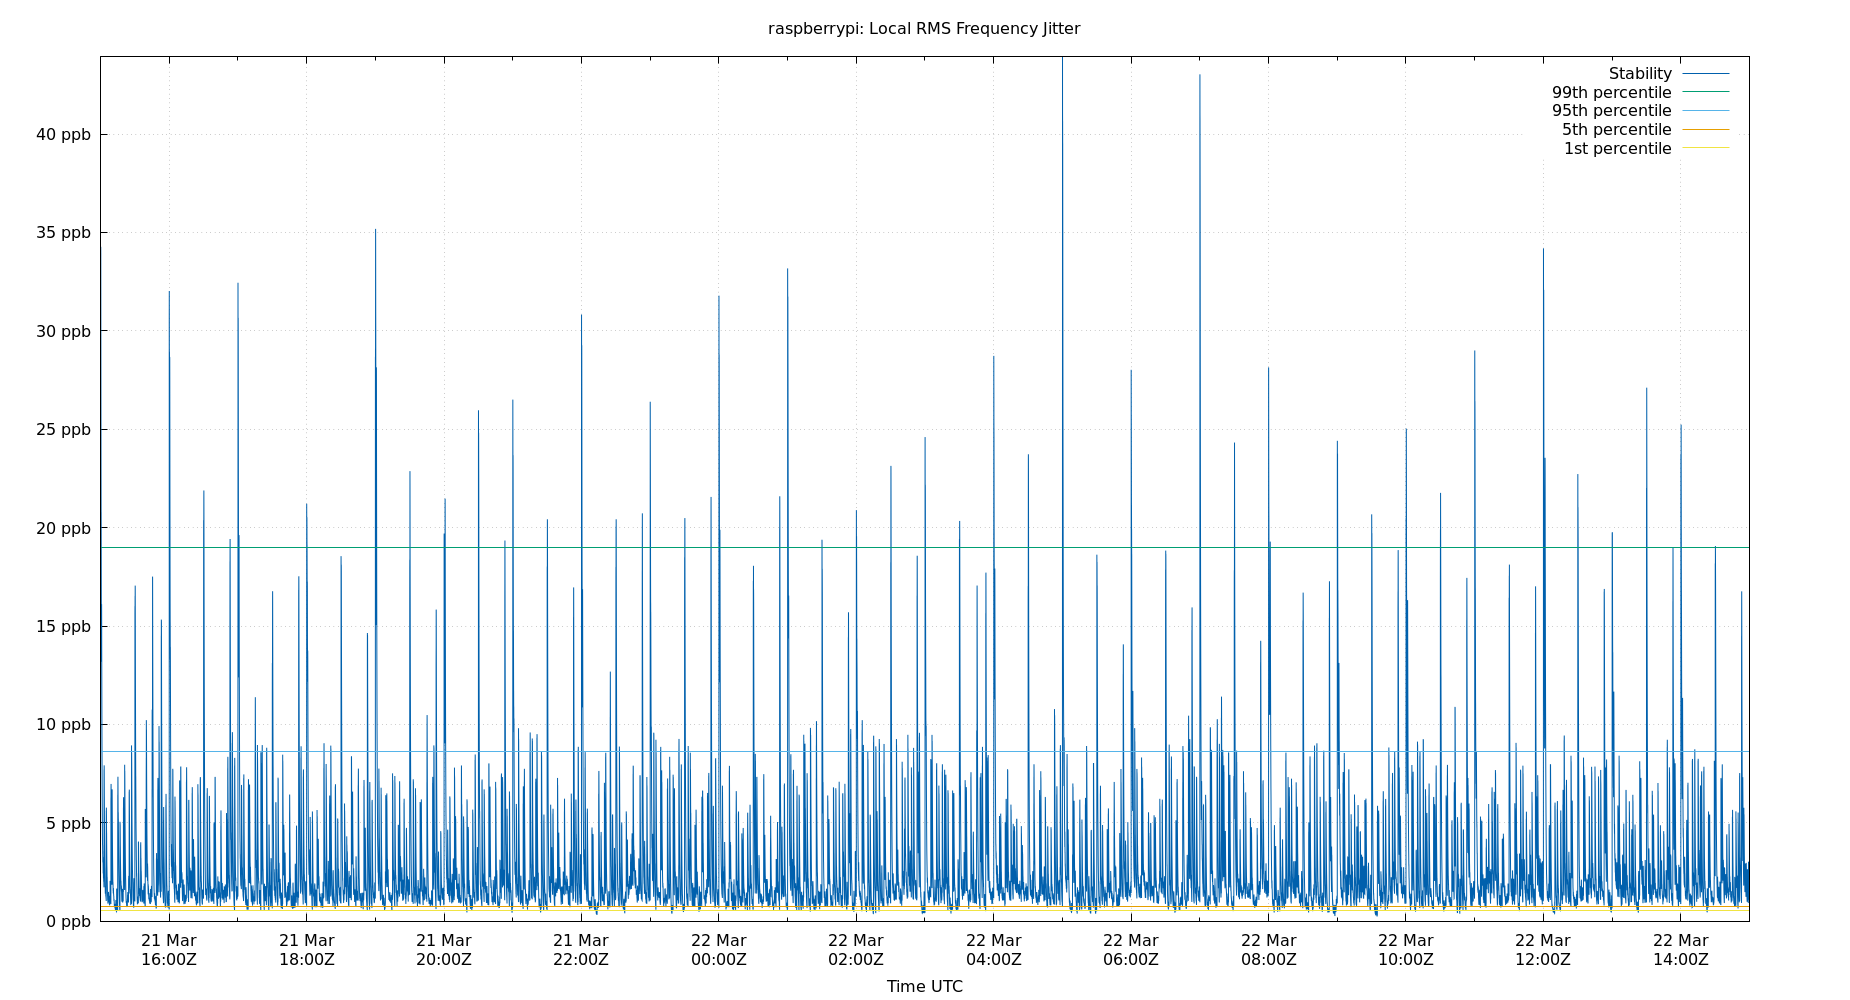 raspberrypi: Local RMS Frequency Jitter
Stability
99th percentile
95th percentile
5th percentile
1st percentile
40 ppb
35 ppb
30 ppb
25 ppb
20 ppb
15 ppb
10 ppb
5 ppb
0 ppb
21 Mar 21 Mar 21 Mar 21 Mar 22 Mar 22 Mar 22 Mar 22 Mar 22 Mar 22 Mar 22 Mar 22 Mar
16:00Z 18:00Z 20:00Z 22:00Z 00:00Z 02:00Z 04:00Z 06:00Z 08:00Z 10:00Z 12:00Z 14:00Z
Time UTC